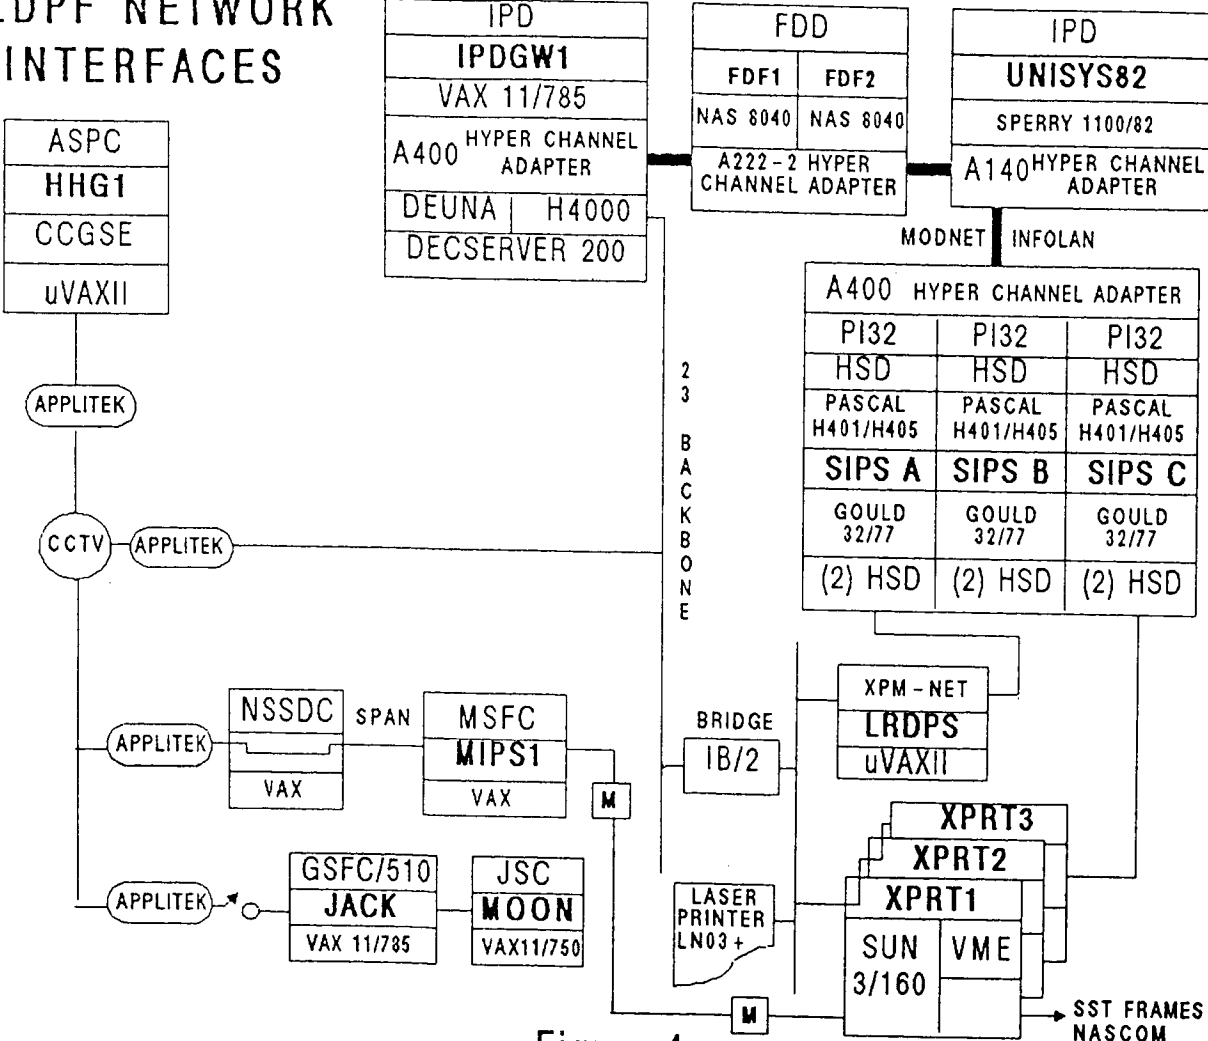 NETWORK
INTERFACES
ASPC
HHG1
CCGSE
uVAXII
APPLITEK
CCTV
APPLITEK
APPLITEK
APPLITEK
IPD
IPDGW1
VAX 11/785
A400 HYPER CHANNEL
ADAPTER
DEUNA H4000
DECSERVER 200
FDD
FDF1 FDF2
NAS 8040 NAS 8040
A222-2 HYPER
CHANNEL ADAPTER
IPD
UNISYS82
SPERRY 1100/82
A140 HYPER CHANNEL
ADAPTER
MODNET INFOLAN
A400 HYPER CHANNEL ADAPTER
PI32 PI32 PI32
HSD HSD HSD
PASCAL PASCAL PASCAL
H401/H405 H401/H405 H401/H405
SIPS A SIPS B SIPS C
GOULD GOULD GOULD
32/77 32/77 32/77
(2) HSD (2) HSD (2) HSD
23 BACKBONE
NSSDC
VAX
SPAN
MSFC
MIPS1
VAX
M
GSFC/510
JACK
VAX 11/785
JSC
MOON
VAX11/750
BRIDGE
IB/2
XPM-NET
LRDPS
uVAXII
LASER
PRINTER
LN03+
XPRT3
XPRT2
XPRT1
SUN
3/160
VME
M
SST FRAMES
NASCOM